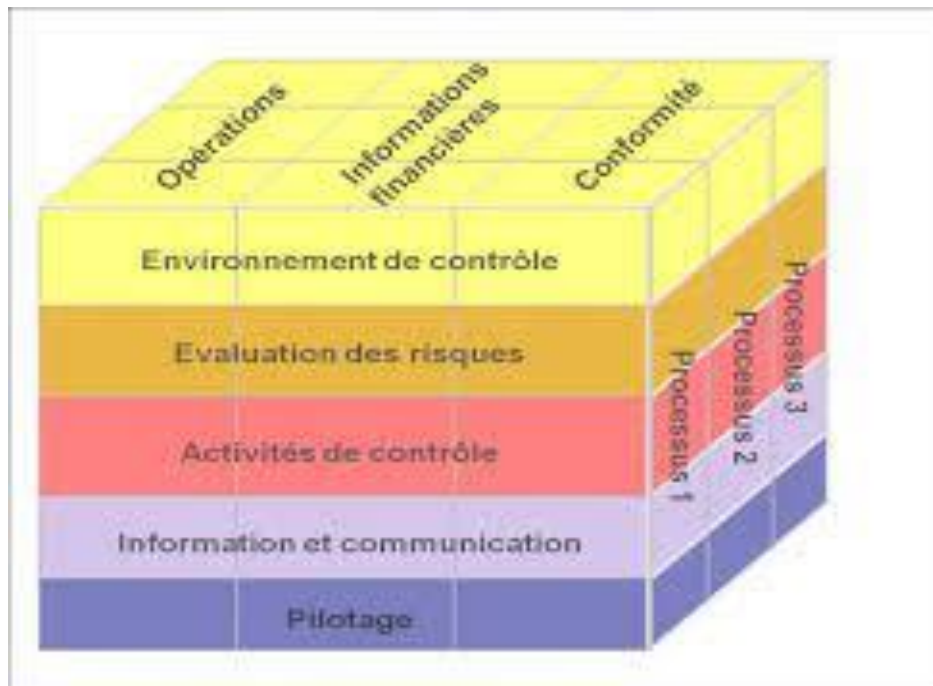 Opérations
Informations
financières
Conformité
Environnement de contrôle
Evaluation des risques
Activités de contrôle
Information et communication
Pilotage
Processus 1
Processus 2
Processus 3